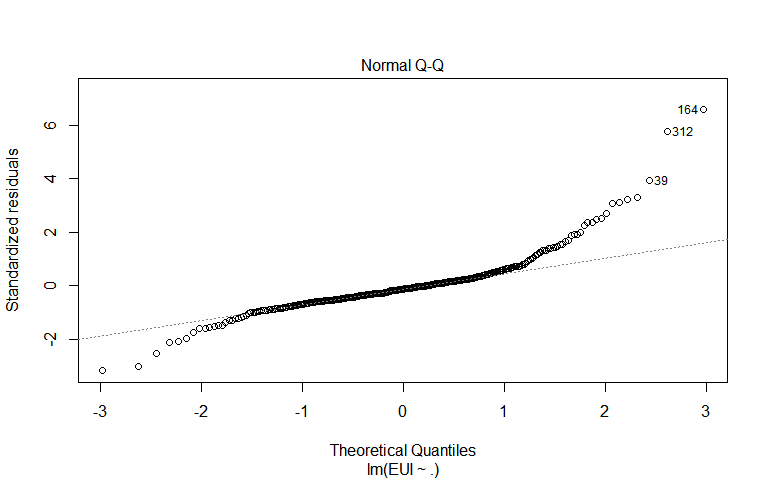 Normal Q-Q
Standardized residuals
6
4
2
0
-2
164
312
39
-3 -2 -1 0 1 2 3
Theoretical Quantiles
lm(EUI ~ .)